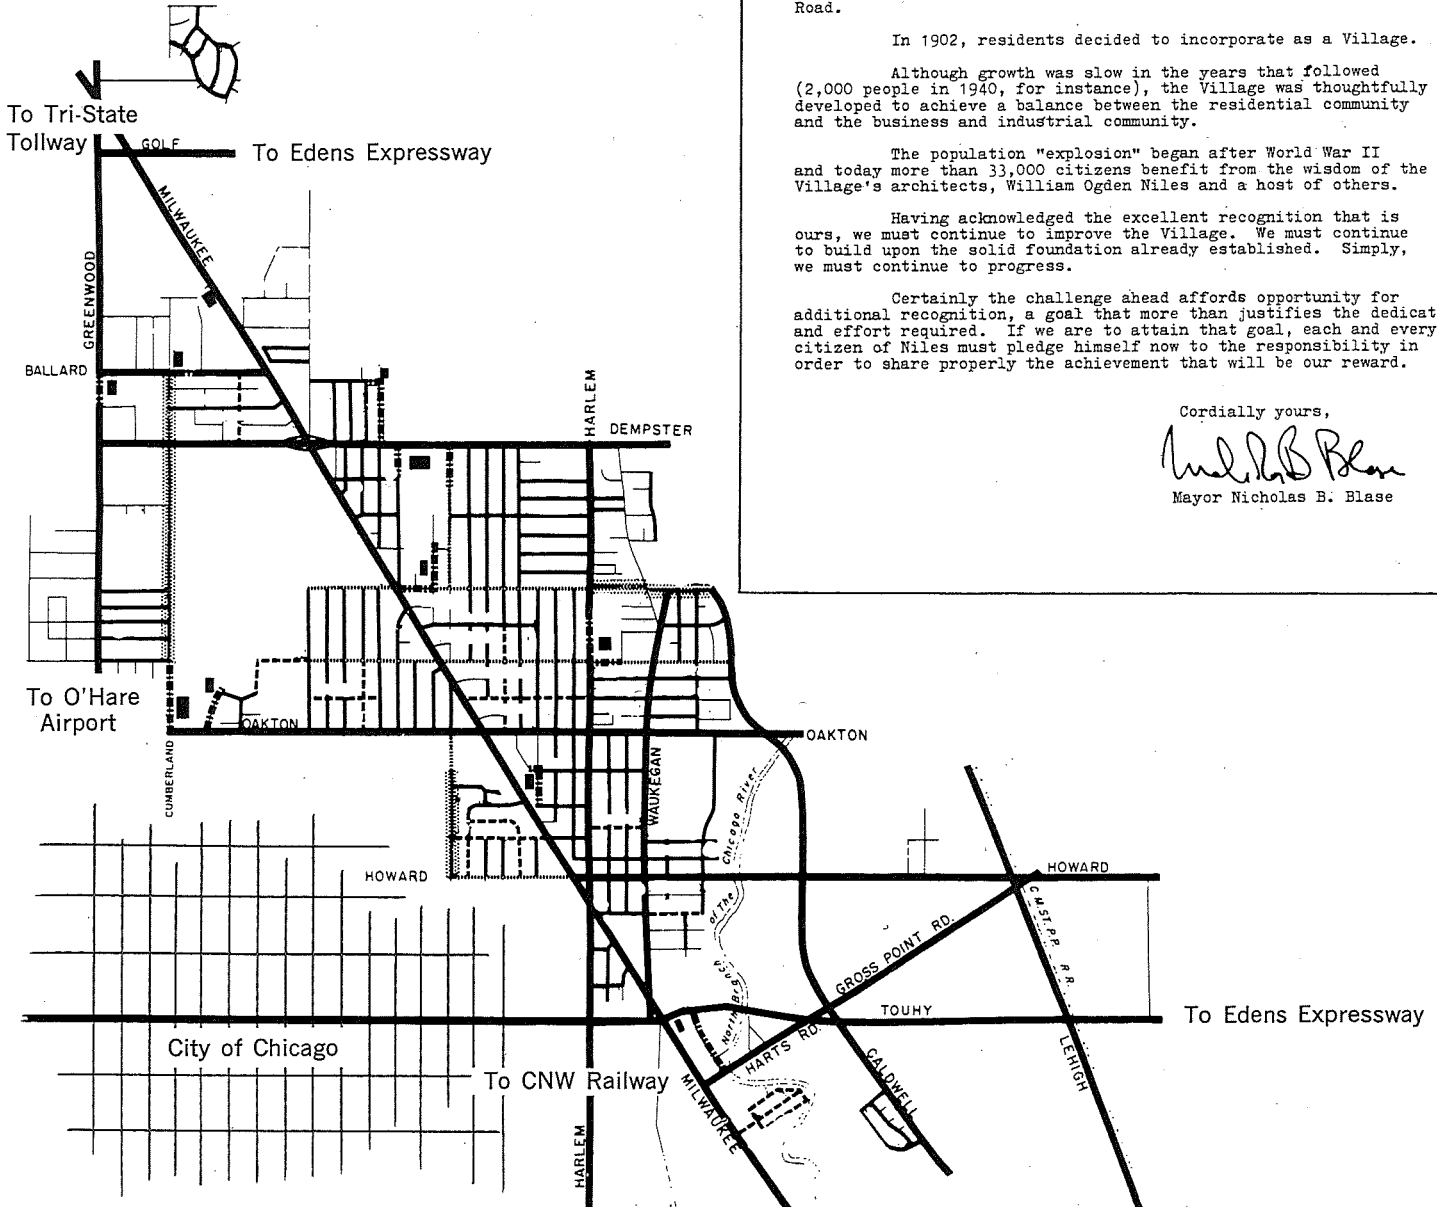 Road.
In 1902, residents decided to incorporate as a Village.
Although growth was slow in the years that followed
(2,000 people in 1940, for instance), the Village was thoughtfully
developed to achieve a balance between the residential community
and the business and industrial community.
The population "explosion" began after World War II
and today more than 33,000 citizens benefit from the wisdom of the
Village's architects, William Ogden Niles and a host of others.
Having acknowledged the excellent recognition that is
ours, we must continue to improve the Village. We must continue
to build upon the solid foundation already established. Simply,
we must continue to progress.
Certainly the challenge ahead affords opportunity for
additional recognition, a goal that more than justifies the dedicat
and effort required. If we are to attain that goal, each and every
citizen of Niles must pledge himself now to the responsibility in
order to share properly the achievement that will be our reward.
Cordially yours,
Nicholas B Blase
Mayor Nicholas B. Blase
To Tri-State
Tollway
GOLF
To Edens Expressway
MILWAUKEE
GREENWOOD
BALLARD
HARLEM
DEMPSTER
To O'Hare
Airport
OAKTON
OAKTON
CUMBERLAND
WAUKEGAN
North Branch
of The
Chicago River
HOWARD
HOWARD
C.M.ST.P.P. R.R.
GROSS POINT RD.
TOUHY
To Edens Expressway
City of Chicago
HARTS RD.
CALDWELL
LEHIGH
To CNW Railway
MILWAUKEE
HARLEM